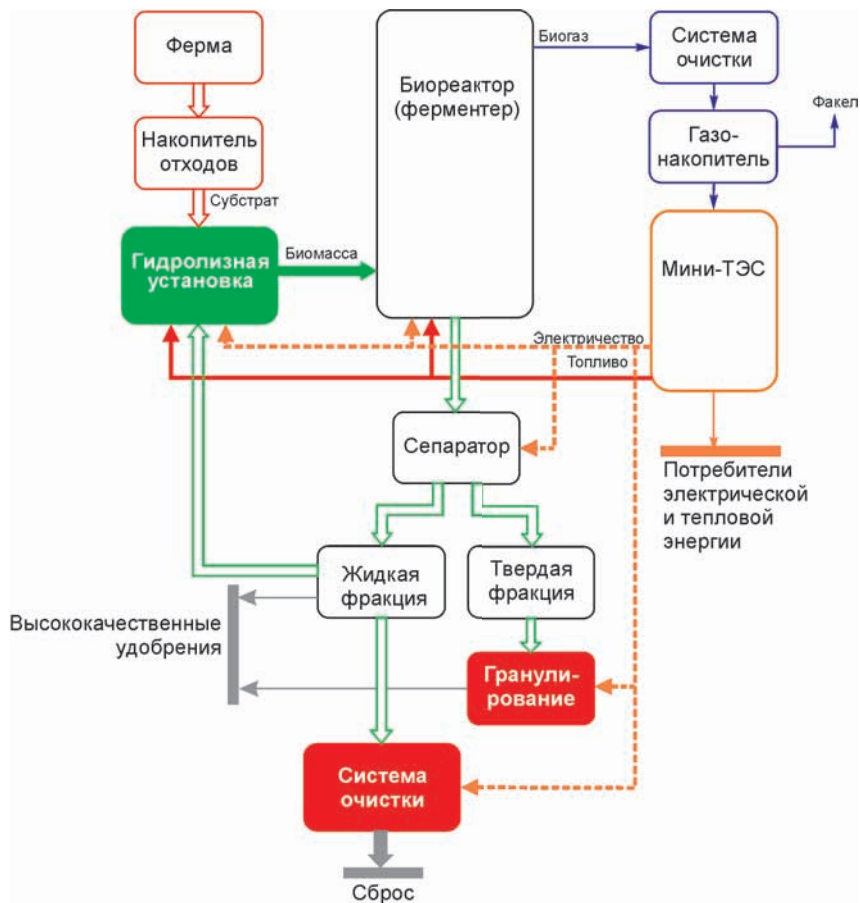 Ферма
Накопитель
отходов
Субстрат
Гидролизная
установка
Биомасса
Биореактор
(ферментер)
Биогаз
Система
очистки
Факел
Газо-
накопитель
Мини-ТЭС
Электричество
Топливо
Сепаратор
Потребители
электрической
и тепловой
энергии
Жидкая
фракция
Твердая
фракция
Высококачественные
удобрения
Гранули-
рование
Система
очистки
Сброс